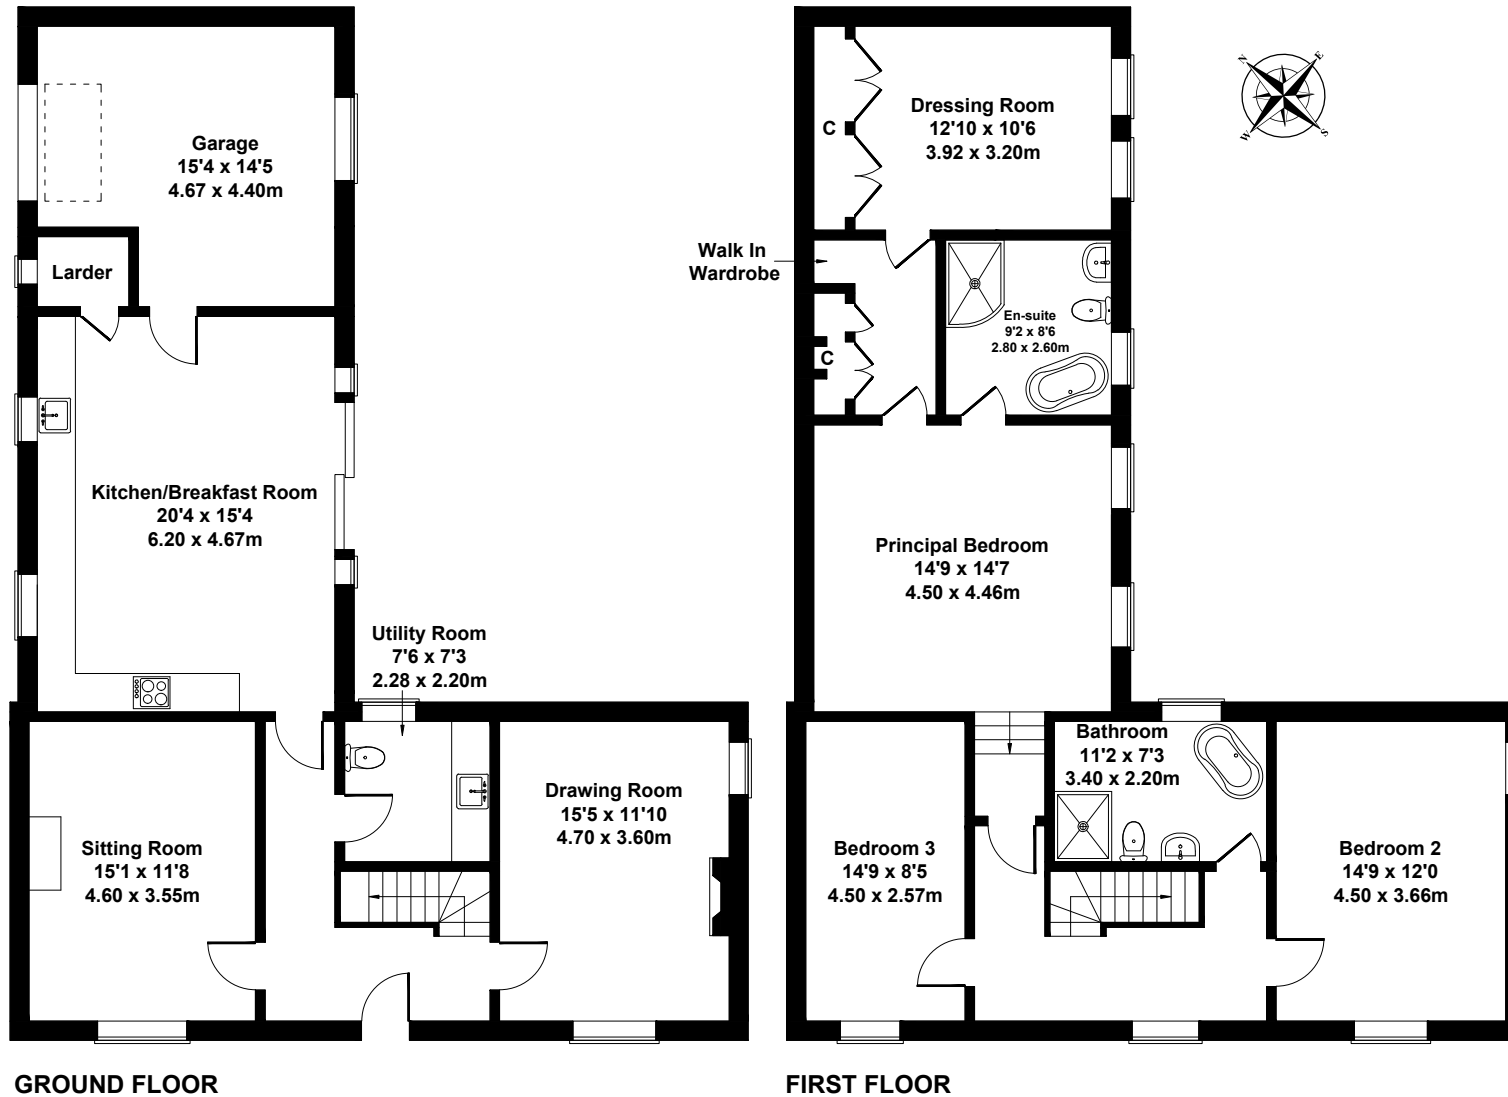 Garage
15'4 x 14'5
4.67 x 4.40m
Larder
Kitchen/Breakfast Room
20'4 x 15'4
6.20 x 4.67m
Utility Room
7'6 x 7'3
2.28 x 2.20m
Sitting Room
15'1 x 11'8
4.60 x 3.55m
Drawing Room
15'5 x 11'10
4.70 x 3.60m
GROUND FLOOR
Dressing Room
12'10 x 10'6
3.92 x 3.20m
C
Walk In
Wardrobe
En-suite
9'2 x 8'6
2.80 x 2.60m
C
Principal Bedroom
14'9 x 14'7
4.50 x 4.46m
Bathroom
11'2 x 7'3
3.40 x 2.20m
Bedroom 3
14'9 x 8'5
4.50 x 2.57m
Bedroom 2
14'9 x 12'0
4.50 x 3.66m
FIRST FLOOR
N
E
W
S